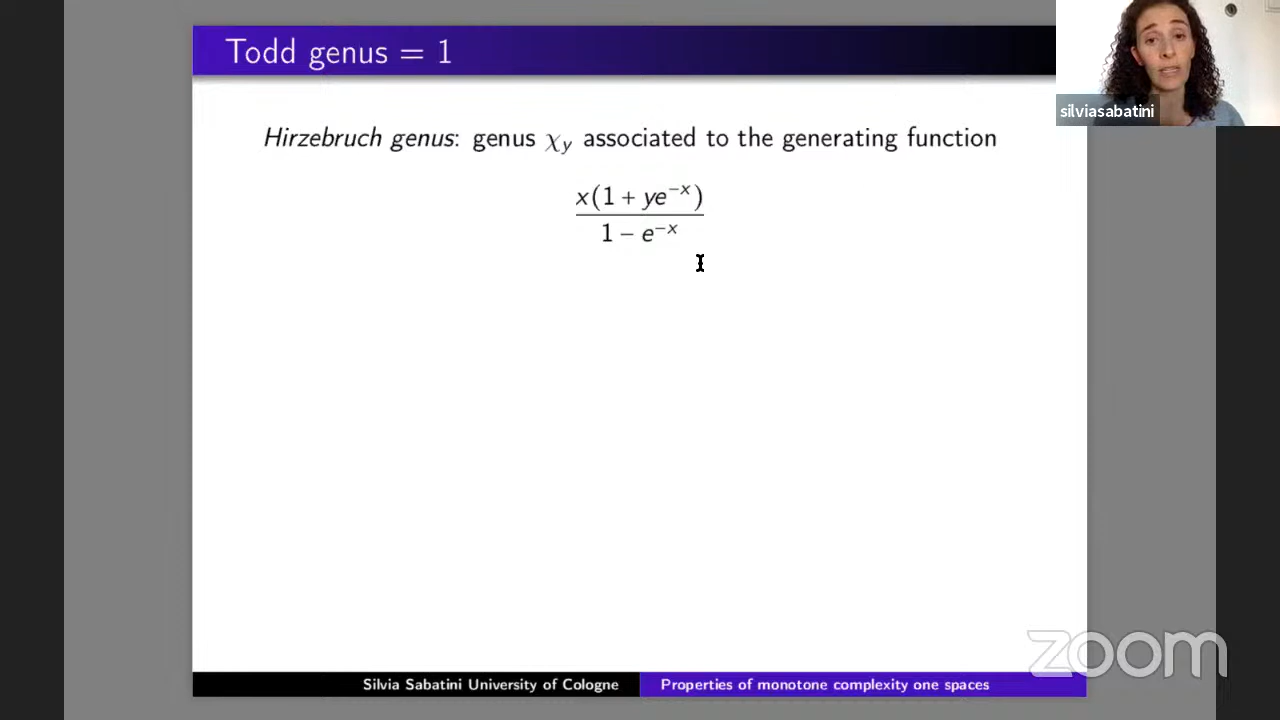 Todd genus = 1
silviasabatini
Hirzebruch genus: genus χ_y associated to the generating function
x(1 + ye^{-x})
1 − e^{-x}
zoom
Silvia Sabatini University of Cologne
Properties of monotone complexity one spaces